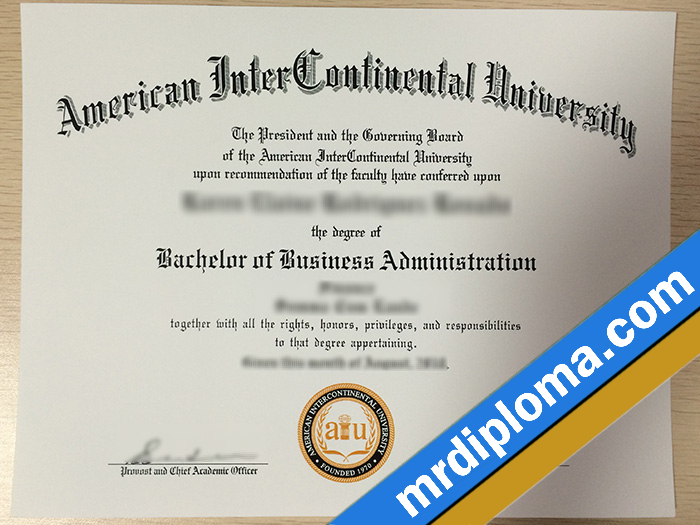 American InterContinental University
The President and the Governing Board
of the American InterContinental University
upon recommendation of the faculty have conferred upon
the degree of
Bachelor of Business Administration
together with all the rights, honors, privileges, and responsibilities
to that degree appertaining.
AMERICAN INTERCONTINENTAL UNIVERSITY
aiu
FOUNDED 1970
Provost and Chief Academic Officer
mrdiploma.com